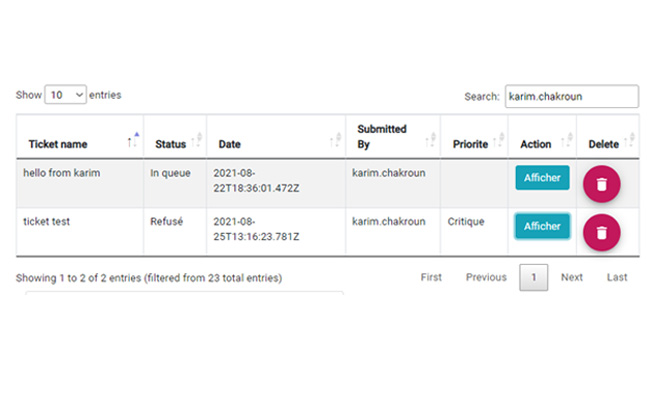 Show 10 entries Search: karim.chakroun
Ticket name Status Date Submitted By Priorite Action Delete
hello from karim In queue 2021-08-22T18:36:01.472Z karim.chakroun Afficher
ticket test Refusé 2021-08-25T13:16:23.781Z karim.chakroun Critique Afficher
Showing 1 to 2 of 2 entries (filtered from 23 total entries) First Previous 1 Next Last